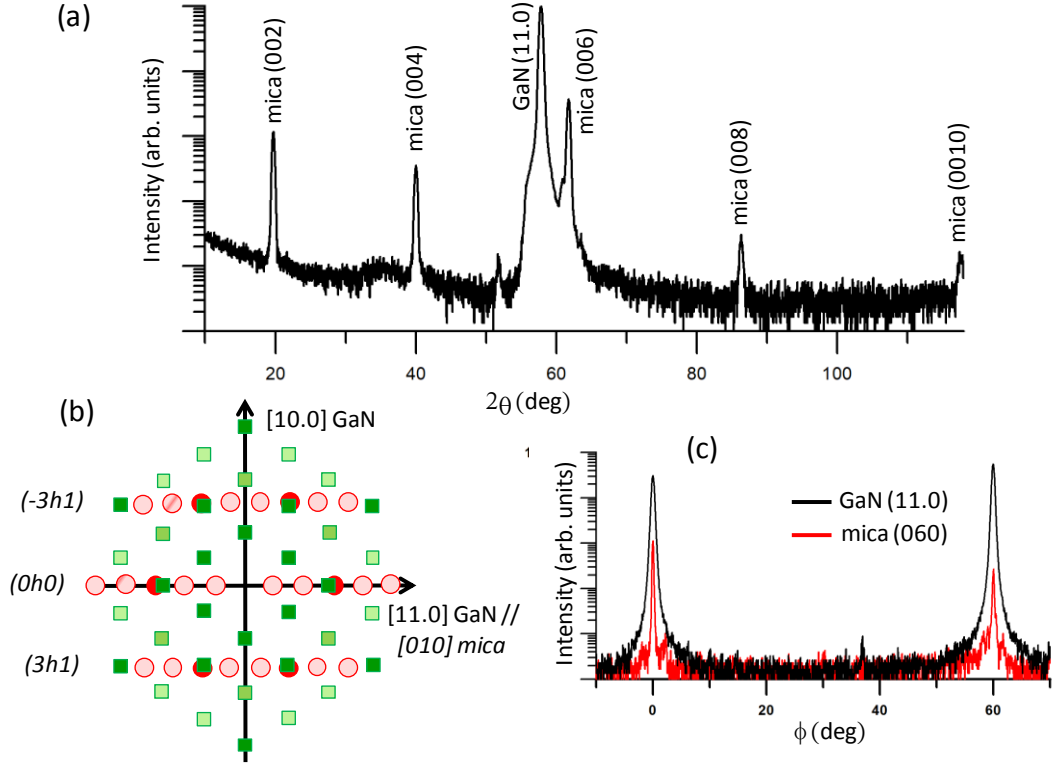 (a)
Intensity (arb. units)
mica (002)
mica (004)
GaN (11.0)
mica (006)
mica (008)
mica (0010)
20
40
60
80
100
2θ (deg)
(b)
[10.0] GaN
(-3h1)
(0h0)
(3h1)
[11.0] GaN //
[010] mica
(c)
1
Intensity (arb. units)
GaN (11.0)
mica (060)
0
20
40
60
ϕ (deg)